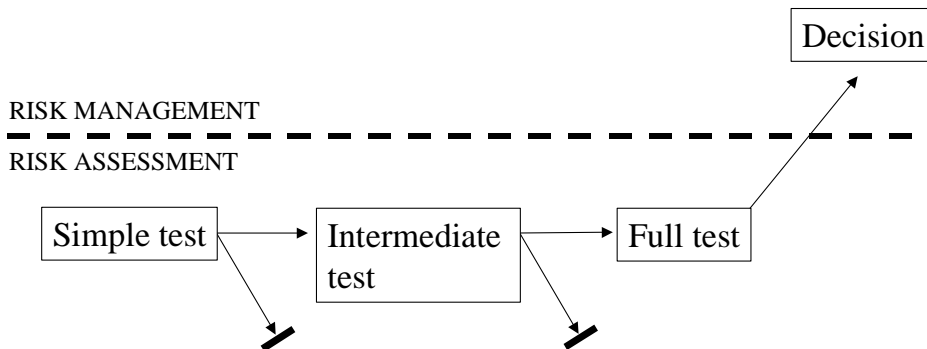 Decision
RISK MANAGEMENT
RISK ASSESSMENT
Simple test
Intermediate
test
Full test